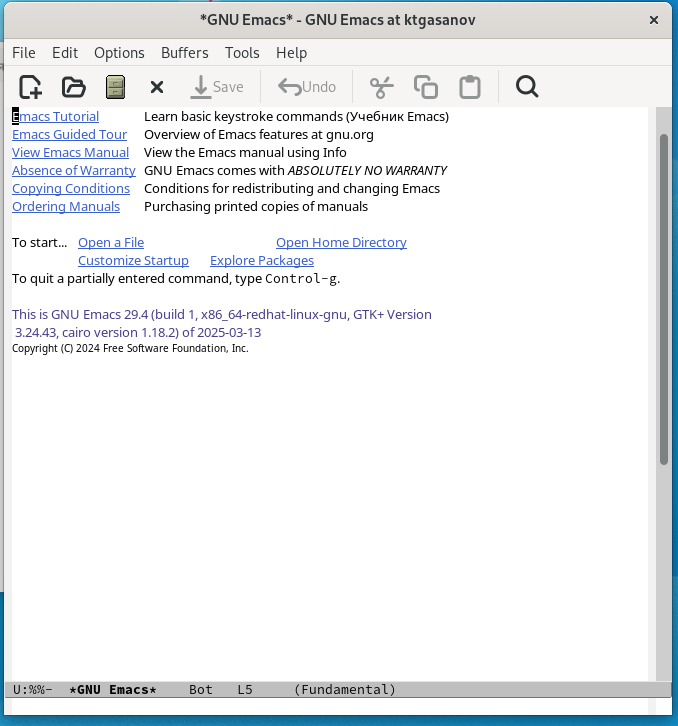 *GNU Emacs* - GNU Emacs at ktgasanov
File Edit Options Buffers Tools Help
Save Undo
Emacs Tutorial Learn basic keystroke commands (Учебник Emacs)
Emacs Guided Tour Overview of Emacs features at gnu.org
View Emacs Manual View the Emacs manual using Info
Absence of Warranty GNU Emacs comes with ABSOLUTELY NO WARRANTY
Copying Conditions Conditions for redistributing and changing Emacs
Ordering Manuals Purchasing printed copies of manuals
To start... Open a File Open Home Directory
Customize Startup Explore Packages
To quit a partially entered command, type Control-g.
This is GNU Emacs 29.4 (build 1, x86_64-redhat-linux-gnu, GTK+ Version
3.24.43, cairo version 1.18.2) of 2025-03-13
Copyright (C) 2024 Free Software Foundation, Inc.
U:%%- *GNU Emacs* Bot L5 (Fundamental)